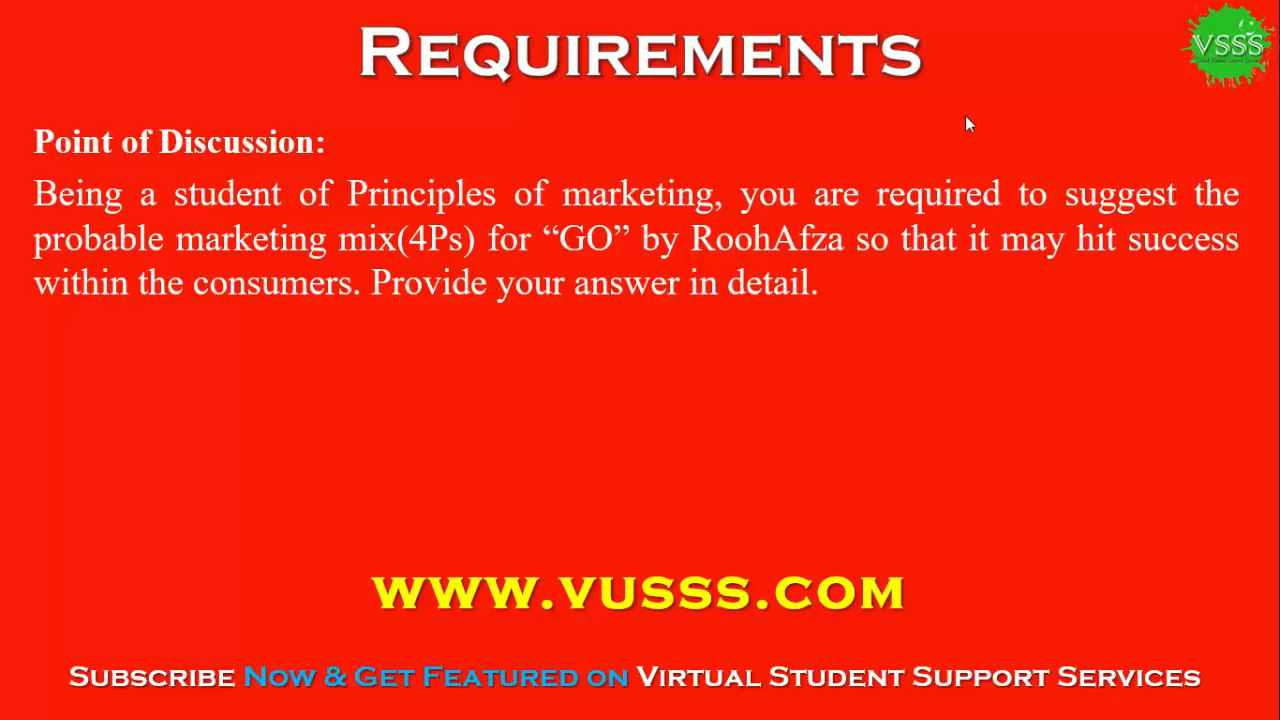 REQUIREMENTS
VSSS
Point of Discussion:
Being a student of Principles of marketing, you are required to suggest the
probable marketing mix(4Ps) for “GO” by RoohAfza so that it may hit success
within the consumers. Provide your answer in detail.
WWW.VUSSS.COM
SUBSCRIBE NOW & GET FEATURED ON VIRTUAL STUDENT SUPPORT SERVICES